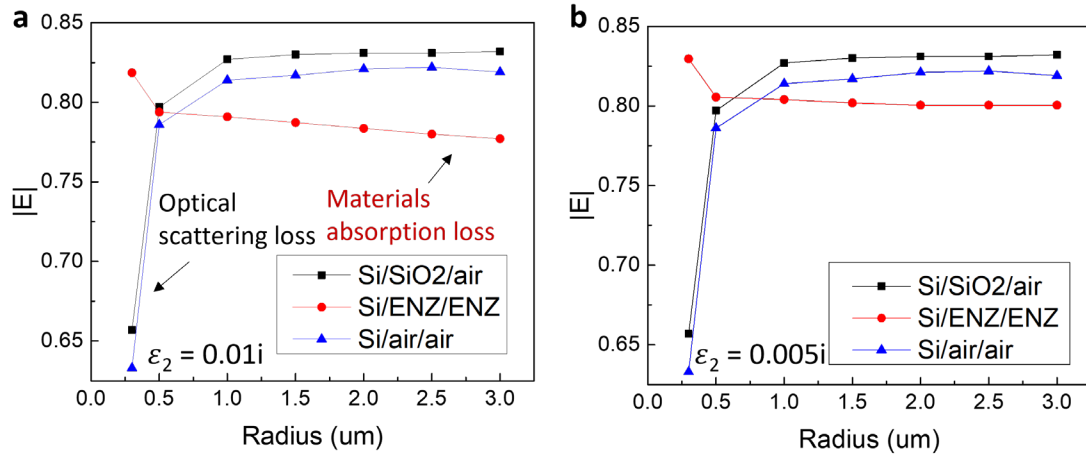 a
0.85
0.80
0.75
0.70
0.65
|E|
Optical
scattering loss
Materials
absorption loss
Si/SiO2/air
Si/ENZ/ENZ
Si/air/air
ε₂ = 0.01i
0.0 0.5 1.0 1.5 2.0 2.5 3.0
Radius (um)
b
0.85
0.80
0.75
0.70
0.65
|E|
Si/SiO2/air
Si/ENZ/ENZ
Si/air/air
ε₂ = 0.005i
0.0 0.5 1.0 1.5 2.0 2.5 3.0
Radius (um)